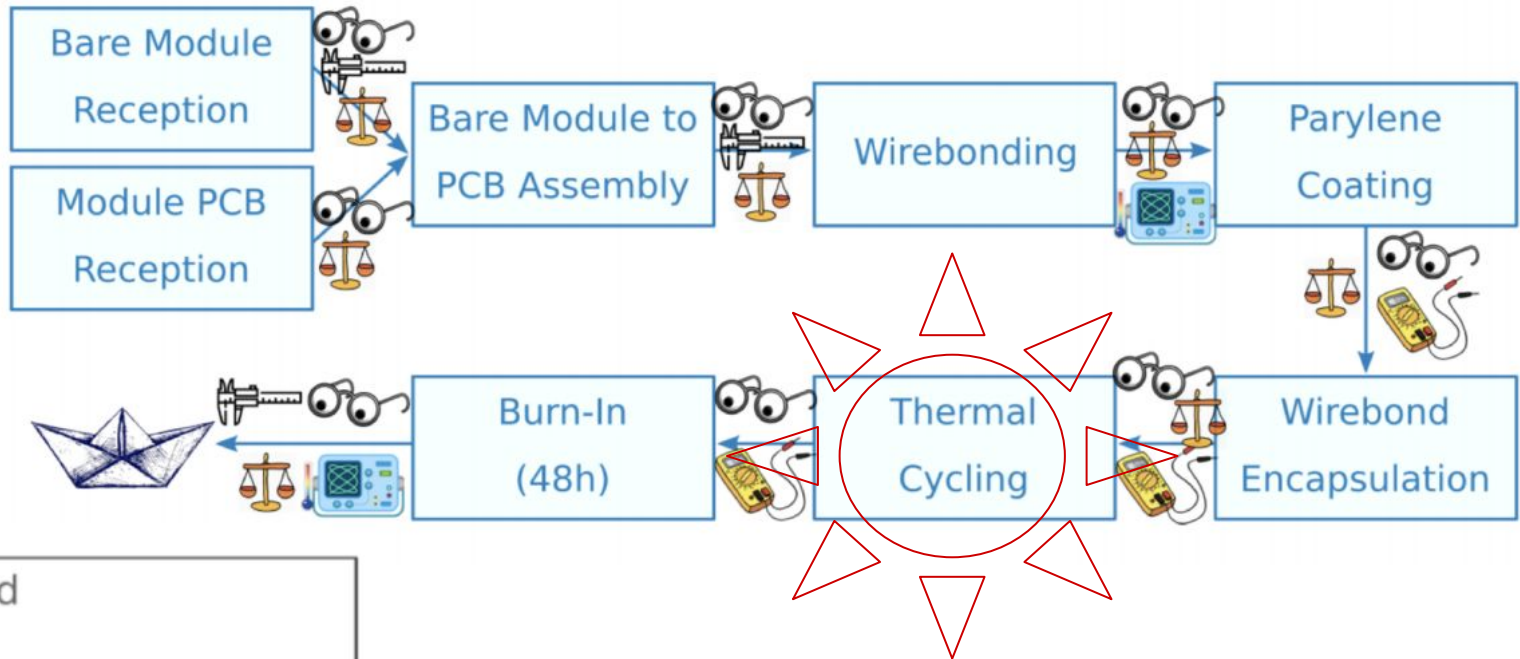 Bare Module
Reception
Module PCB
Reception
Bare Module to
PCB Assembly
Wirebonding
Parylene
Coating
Wirebond
Encapsulation
Thermal
Cycling
Burn-In
(48h)
d